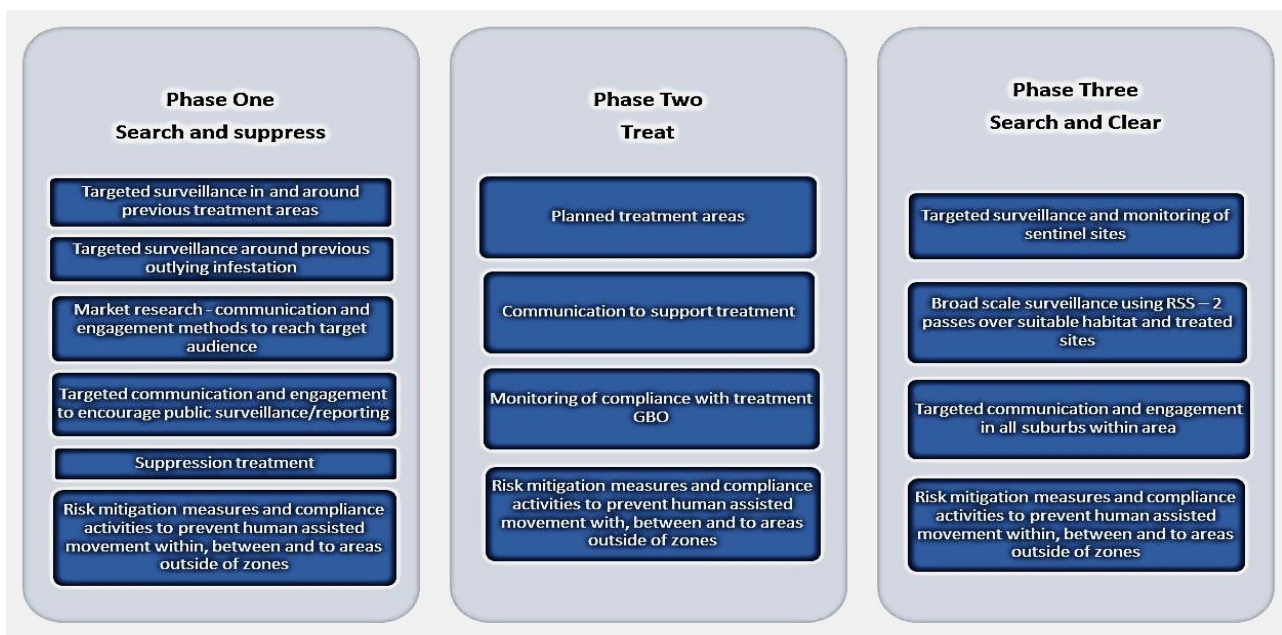 Phase One
Search and suppress
Targeted surveillance in and around
previous treatment areas
Targeted surveillance around previous
outlying infestation
Market research - communication and
engagement methods to reach target
audience
Targeted communication and engagement
to encourage public surveillance/reporting
Suppression treatment
Risk mitigation measures and compliance
activities to prevent human assisted
movement within, between and to areas
outside of zones
Phase Two
Treat
Planned treatment areas
Communication to support treatment
Monitoring of compliance with treatment
GBO
Risk mitigation measures and compliance
activities to prevent human assisted
movement with, between and to areas
outside of zones
Phase Three
Search and Clear
Targeted surveillance and monitoring of
sentinel sites
Broad scale surveillance using RSS – 2
passes over suitable habitat and treated
sites
Targeted communication and engagement
in all suburbs within area
Risk mitigation measures and compliance
activities to prevent human assisted
movement within, between and to areas
outside of zones